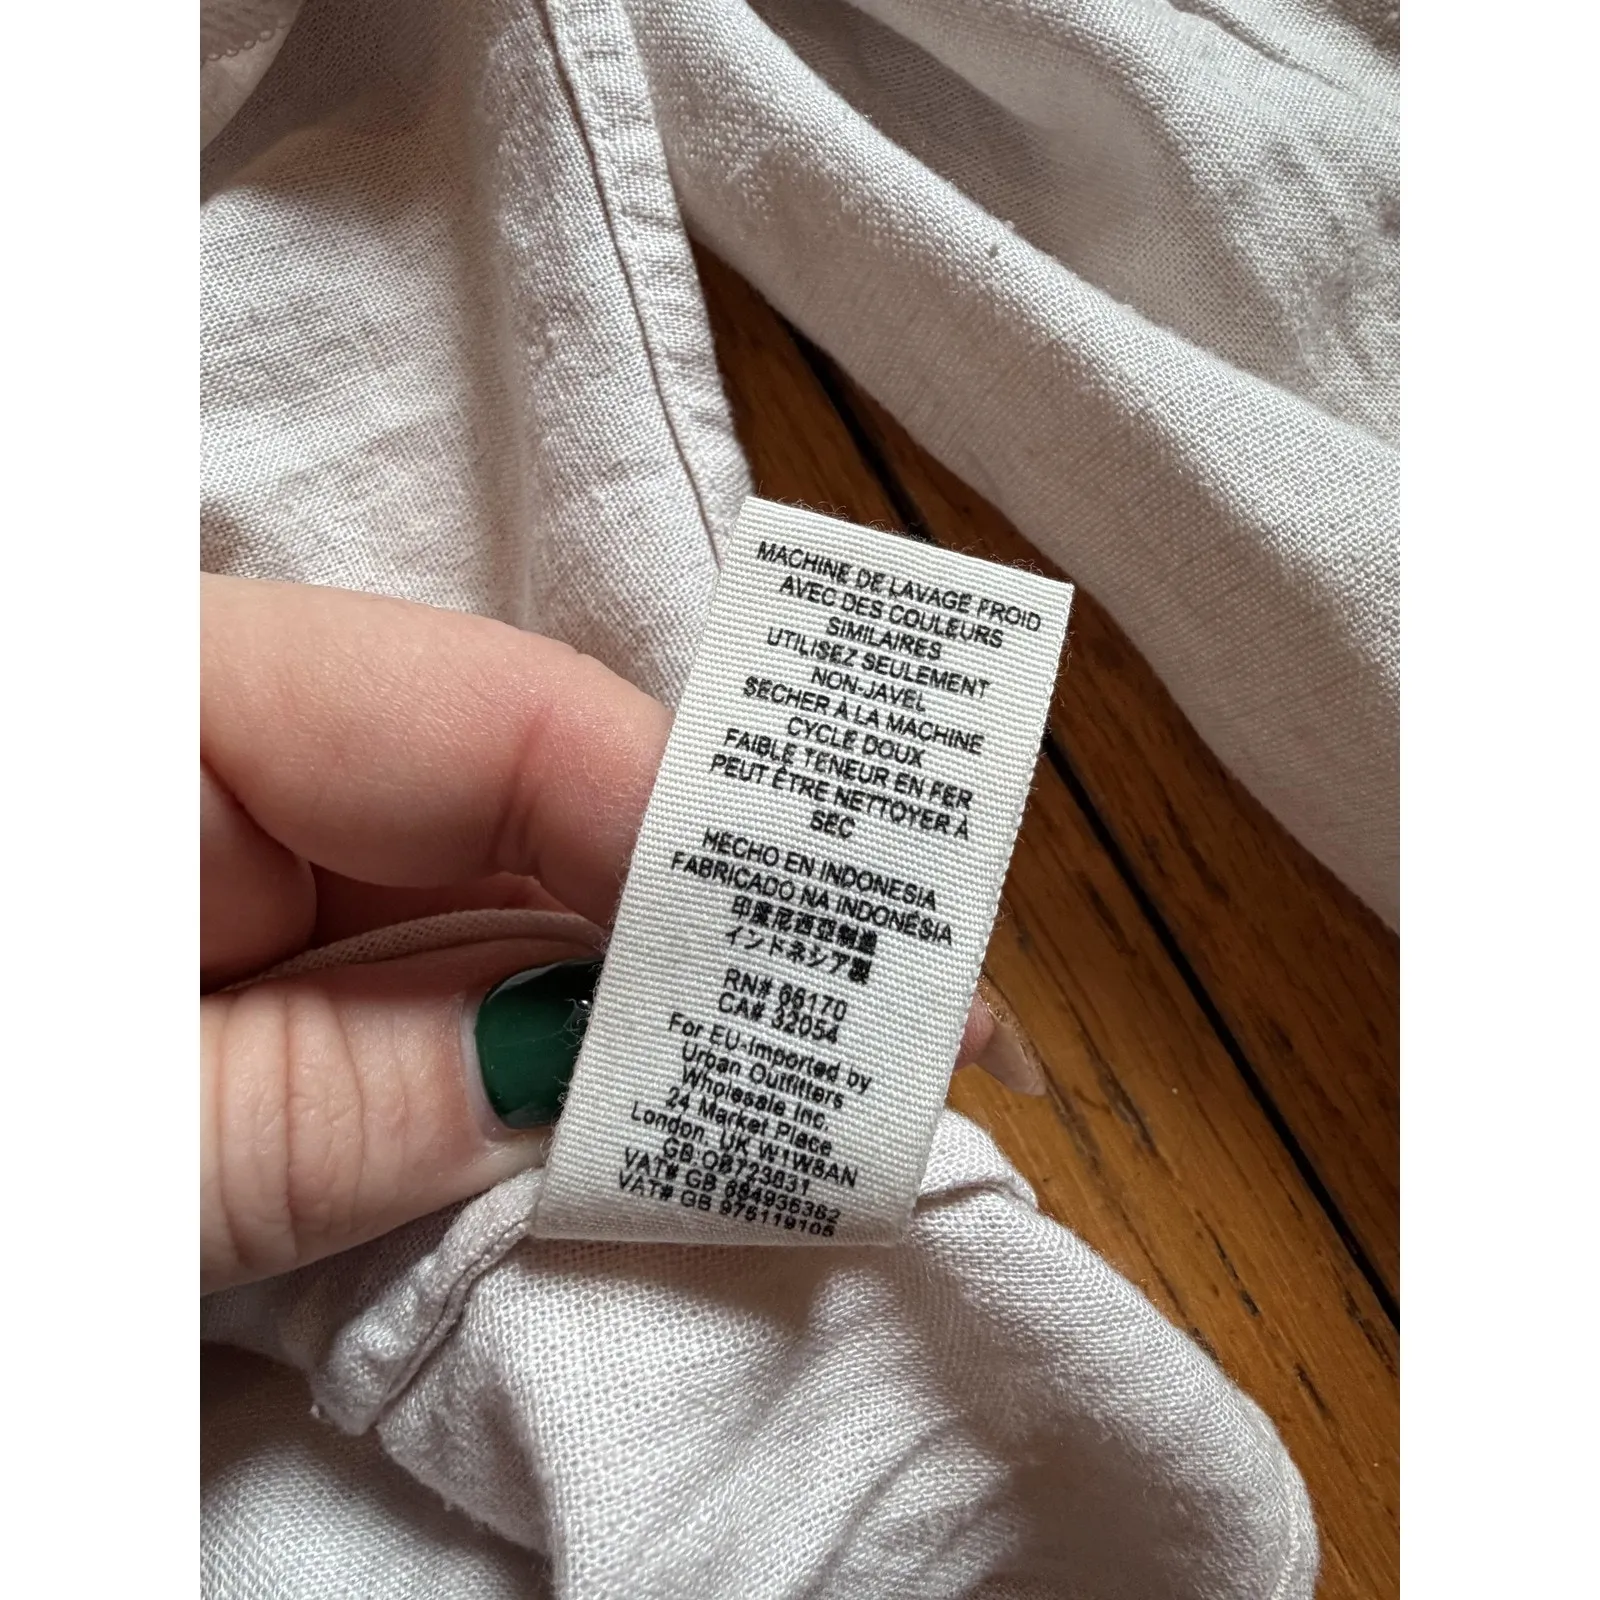 MACHINE DE LAVAGE FROID
AVEC DES COULEURS
SIMILAIRES
UTILISEZ SEULEMENT
NON-JAVEL
SECHER À LA MACHINE
CYCLE DOUX
FAIBLE TENEUR EN FER
PEUT ÊTRE NETTOYER À
SEC
HECHO EN INDONESIA
FABRICADO NA INDONÉSIA
印度尼西亞制造
インドネシア製
RN# 66170
CA# 32054
For EU-Imported by
Urban Outfitters
Wholesale Inc.
24 Market Place
London, UK W1W8AN
GB:OB723831
VAT# GB 684936382
VAT# GB 975119105